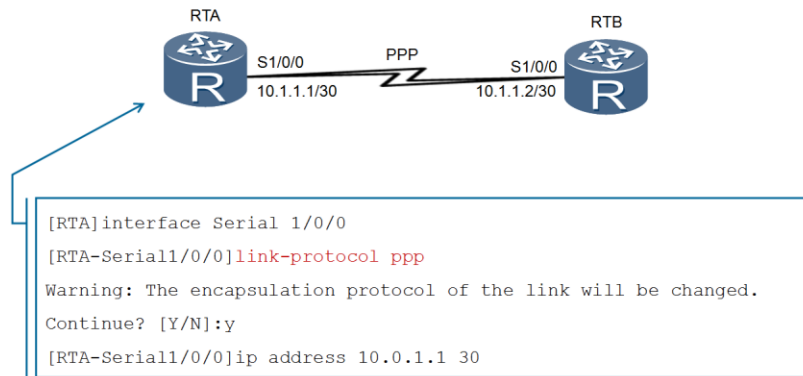 RTA
RTB
S1/0/0
PPP
S1/0/0
10.1.1.1/30
10.1.1.2/30
R
R
[RTA]interface Serial 1/0/0
[RTA-Serial1/0/0]link-protocol ppp
Warning: The encapsulation protocol of the link will be changed.
Continue? [Y/N]:y
[RTA-Serial1/0/0]ip address 10.0.1.1 30